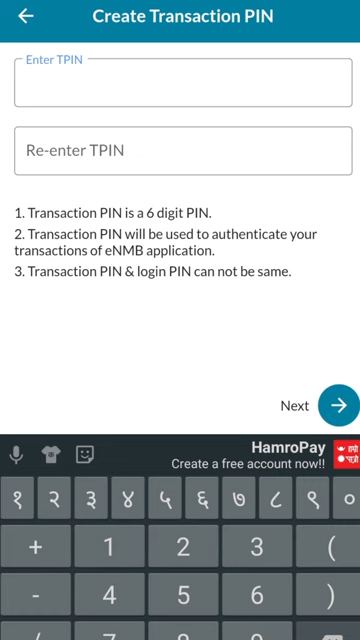 Create Transaction PIN
Enter TPIN
Re-enter TPIN
1. Transaction PIN is a 6 digit PIN.
2. Transaction PIN will be used to authenticate your
transactions of eNMB application.
3. Transaction PIN & login PIN can not be same.
Next
HamroPay
Create a free account now!!
हाम्रो
पात्रो
१ २ ३ ४ ५ ६ ७ ८ ९ ०
+ 1 2 3 (
- 4 5 6 )
/ 7 8 9